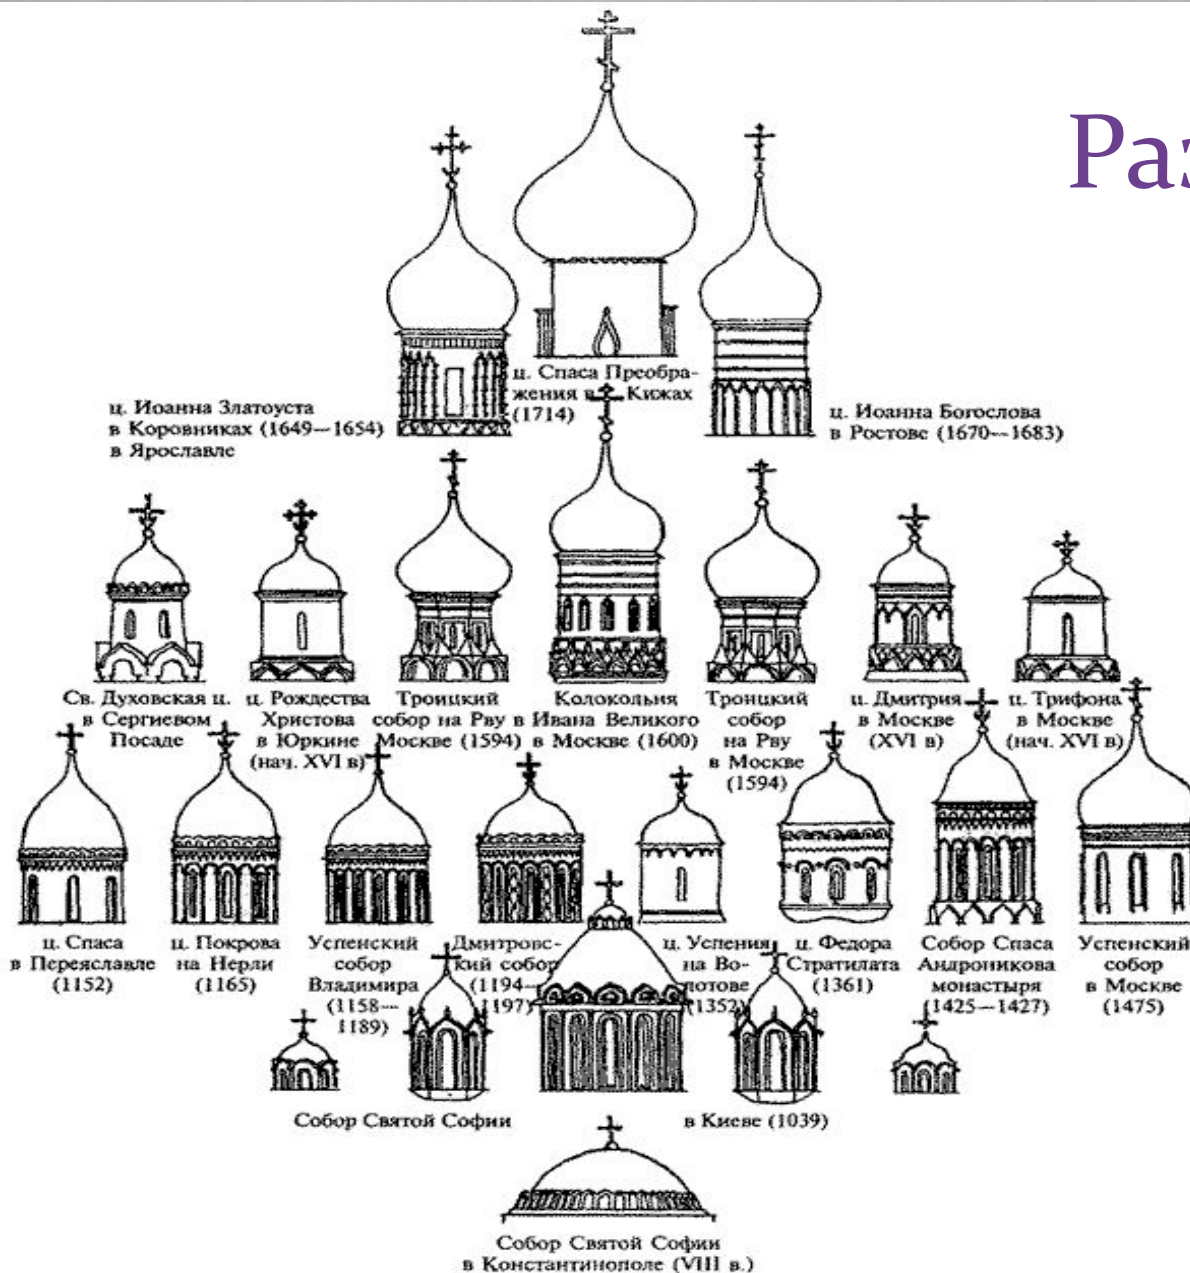 Раз
ц. Спаса Преобра-
жения в Кижах
(1714)
ц. Иоанна Златоуста
в Коровниках (1649—1654)
в Ярославле
ц. Иоанна Богослова
в Ростове (1670—1683)
Св. Духовская ц.
в Сергиевом
Посаде
ц. Рождества
Христова
в Юркине
(нач. XVI в)
Троицкий
собор на Рву в
Москве (1594)
Колокольня
Ивана Великого
в Москве (1600)
Троицкий
собор
на Рву
в Москве
(1594)
ц. Дмитрия
в Москве
(XVI в)
ц. Трифона
в Москве
(нач. XVI в)
ц. Спаса
в Переяславле
(1152)
ц. Покрова
на Нерли
(1165)
Успенский
собор
Владимира
(1158—
1189)
Дмитровс-
кий собор
(1194—
1197)
ц. Успения
на Во-
лотове
(1352)
ц. Федора
Стратилата
(1361)
Собор Спаса
Андроникова
монастыря
(1425—1427)
Успенский
собор
в Москве
(1475)
Собор Святой Софии в Киеве (1039)
Собор Святой Софии
в Константинополе (VIII в.)